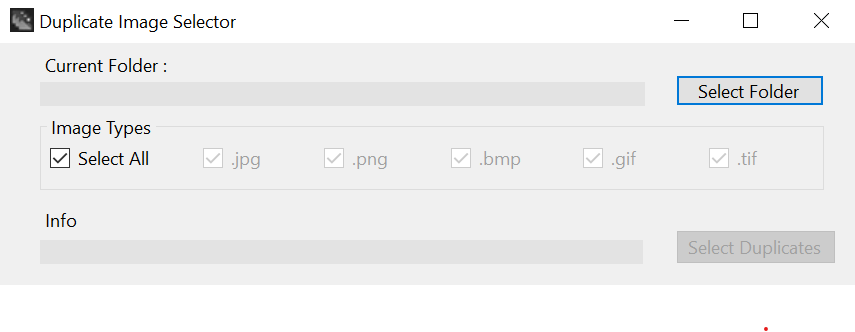 Duplicate Image Selector
Current Folder :
Select Folder
Image Types
Select All .jpg .png .bmp .gif .tif
Info
Select Duplicates